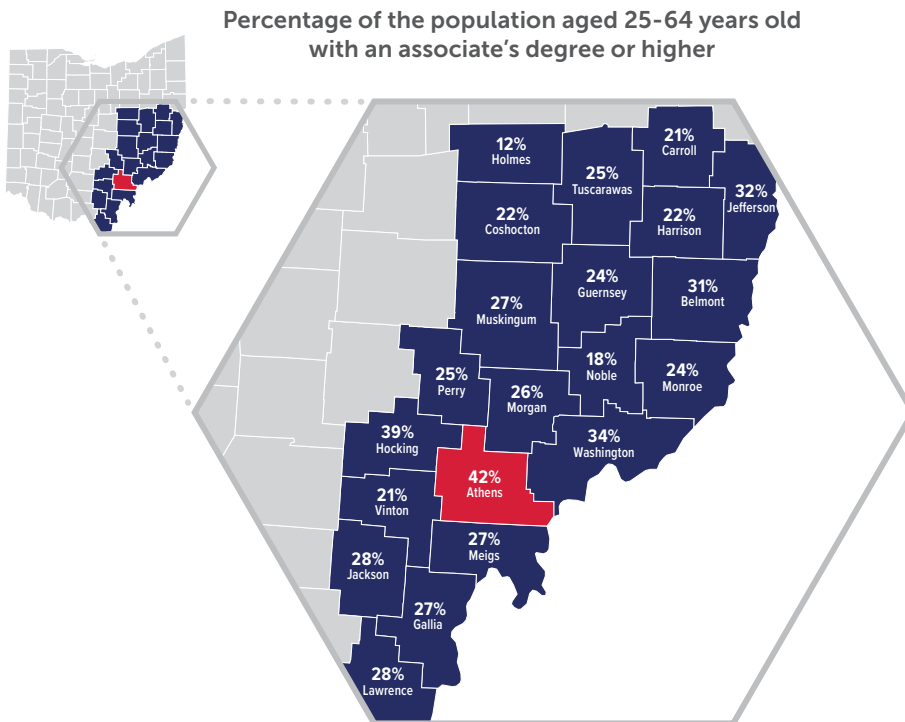 Percentage of the population aged 25-64 years old
with an associate's degree or higher
12%
Holmes
25%
Tuscarawas
21%
Carroll
32%
Jefferson
22%
Coshocton
22%
Harrison
24%
Guernsey
31%
Belmont
27%
Muskingum
18%
Noble
24%
Monroe
25%
Perry
26%
Morgan
39%
Hocking
34%
Washington
42%
Athens
21%
Vinton
27%
Meigs
28%
Jackson
27%
Gallia
28%
Lawrence